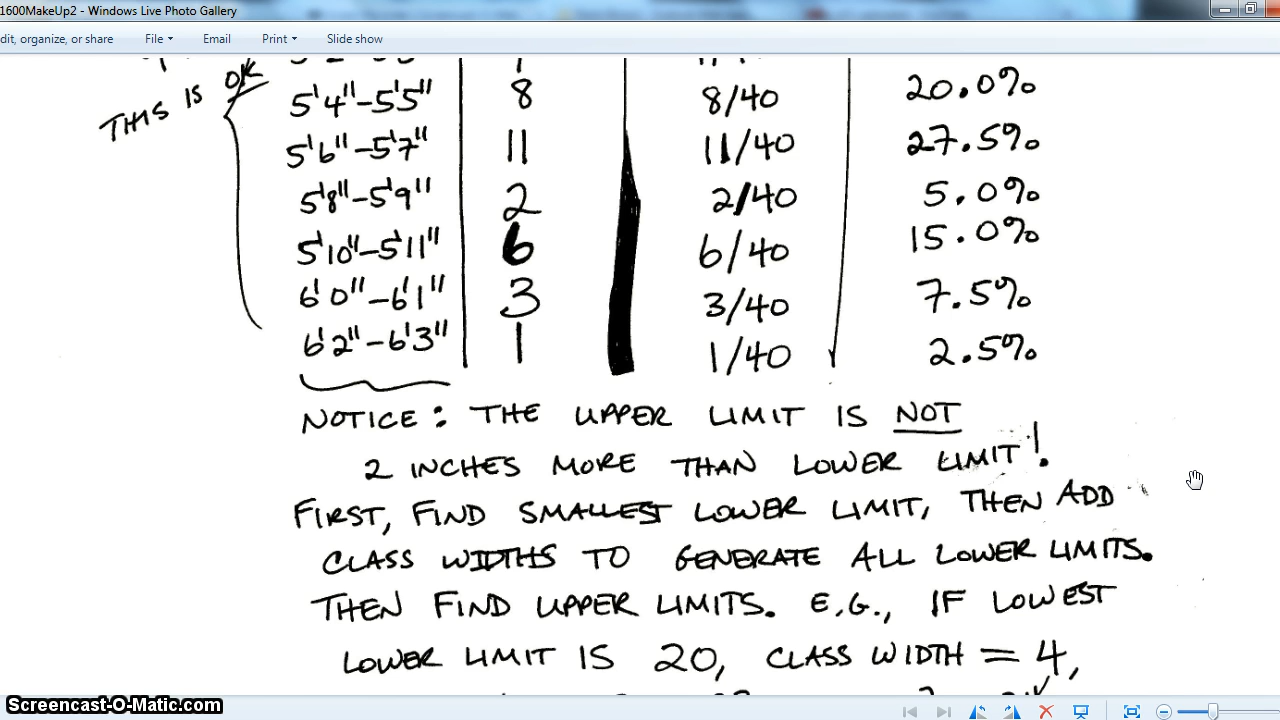 1600MakeUp2 - Windows Live Photo Gallery
dit, organize, or share File Email Print Slide show
THIS IS OK
5'4"-5'5" 8 8/40 20.0%
5'6"-5'7" 11 11/40 27.5%
5'8"-5'9" 2 2/40 5.0%
5'10"-5'11" 6 6/40 15.0%
6'0"-6'1" 3 3/40 7.5%
6'2"-6'3" 1 1/40 2.5%
NOTICE: THE UPPER LIMIT IS NOT
2 INCHES MORE THAN LOWER LIMIT!
FIRST, FIND SMALLEST LOWER LIMIT, THEN ADD
CLASS WIDTHS TO GENERATE ALL LOWER LIMITS.
THEN FIND UPPER LIMITS. E.G., IF LOWEST
LOWER LIMIT IS 20, CLASS WIDTH = 4,
Screencast-O-Matic.com